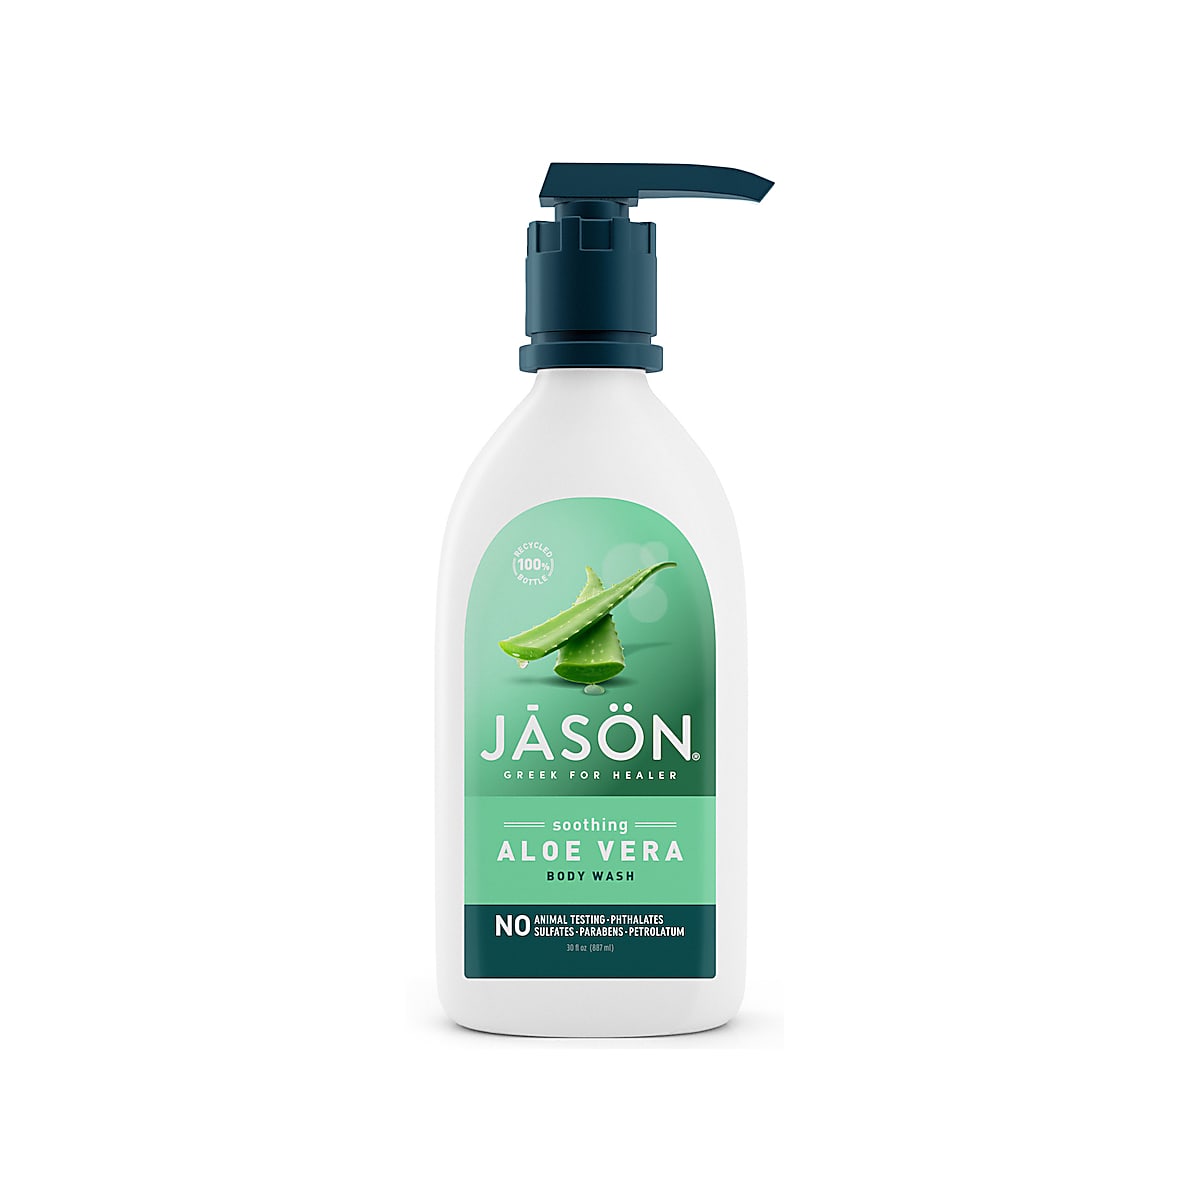 RECYCLED
100%
BOTTLE
JĀSÖN®
GREEK FOR HEALER
soothing
ALOE VERA
BODY WASH
NO ANIMAL TESTING·PHTHALATES
SULFATES·PARABENS·PETROLATUM
30 fl oz (887 ml)